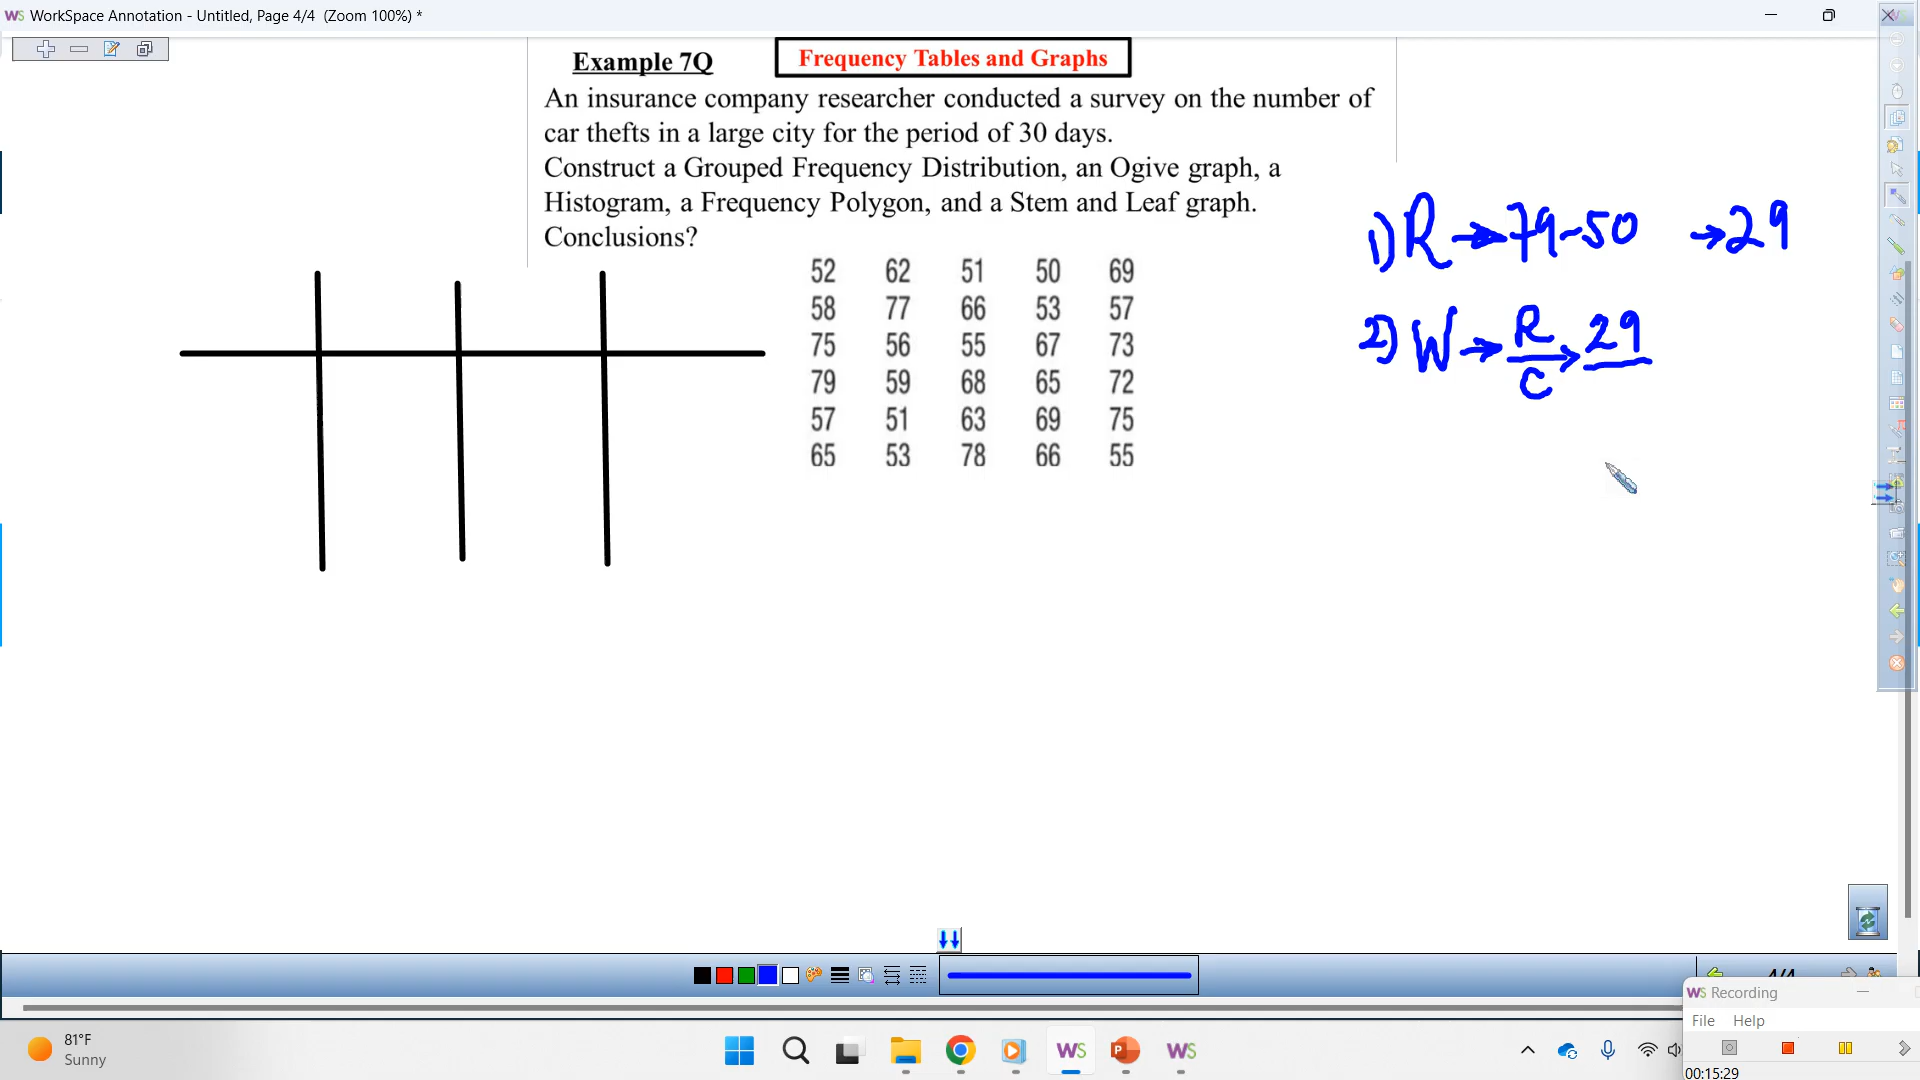 WS WorkSpace Annotation - Untitled, Page 4/4 (Zoom 100%) *
Example 7Q
Frequency Tables and Graphs
An insurance company researcher conducted a survey on the number of
car thefts in a large city for the period of 30 days.
Construct a Grouped Frequency Distribution, an Ogive graph, a
Histogram, a Frequency Polygon, and a Stem and Leaf graph.
Conclusions?
52 62 51 50 69
58 77 66 53 57
75 56 55 67 73
79 59 68 65 72
57 51 63 69 75
65 53 78 66 55
1) R → 79-50 → 29
2) W → R/C → 29
4/4
WS Recording
File Help
00:15:29
81°F
Sunny
WS
WS